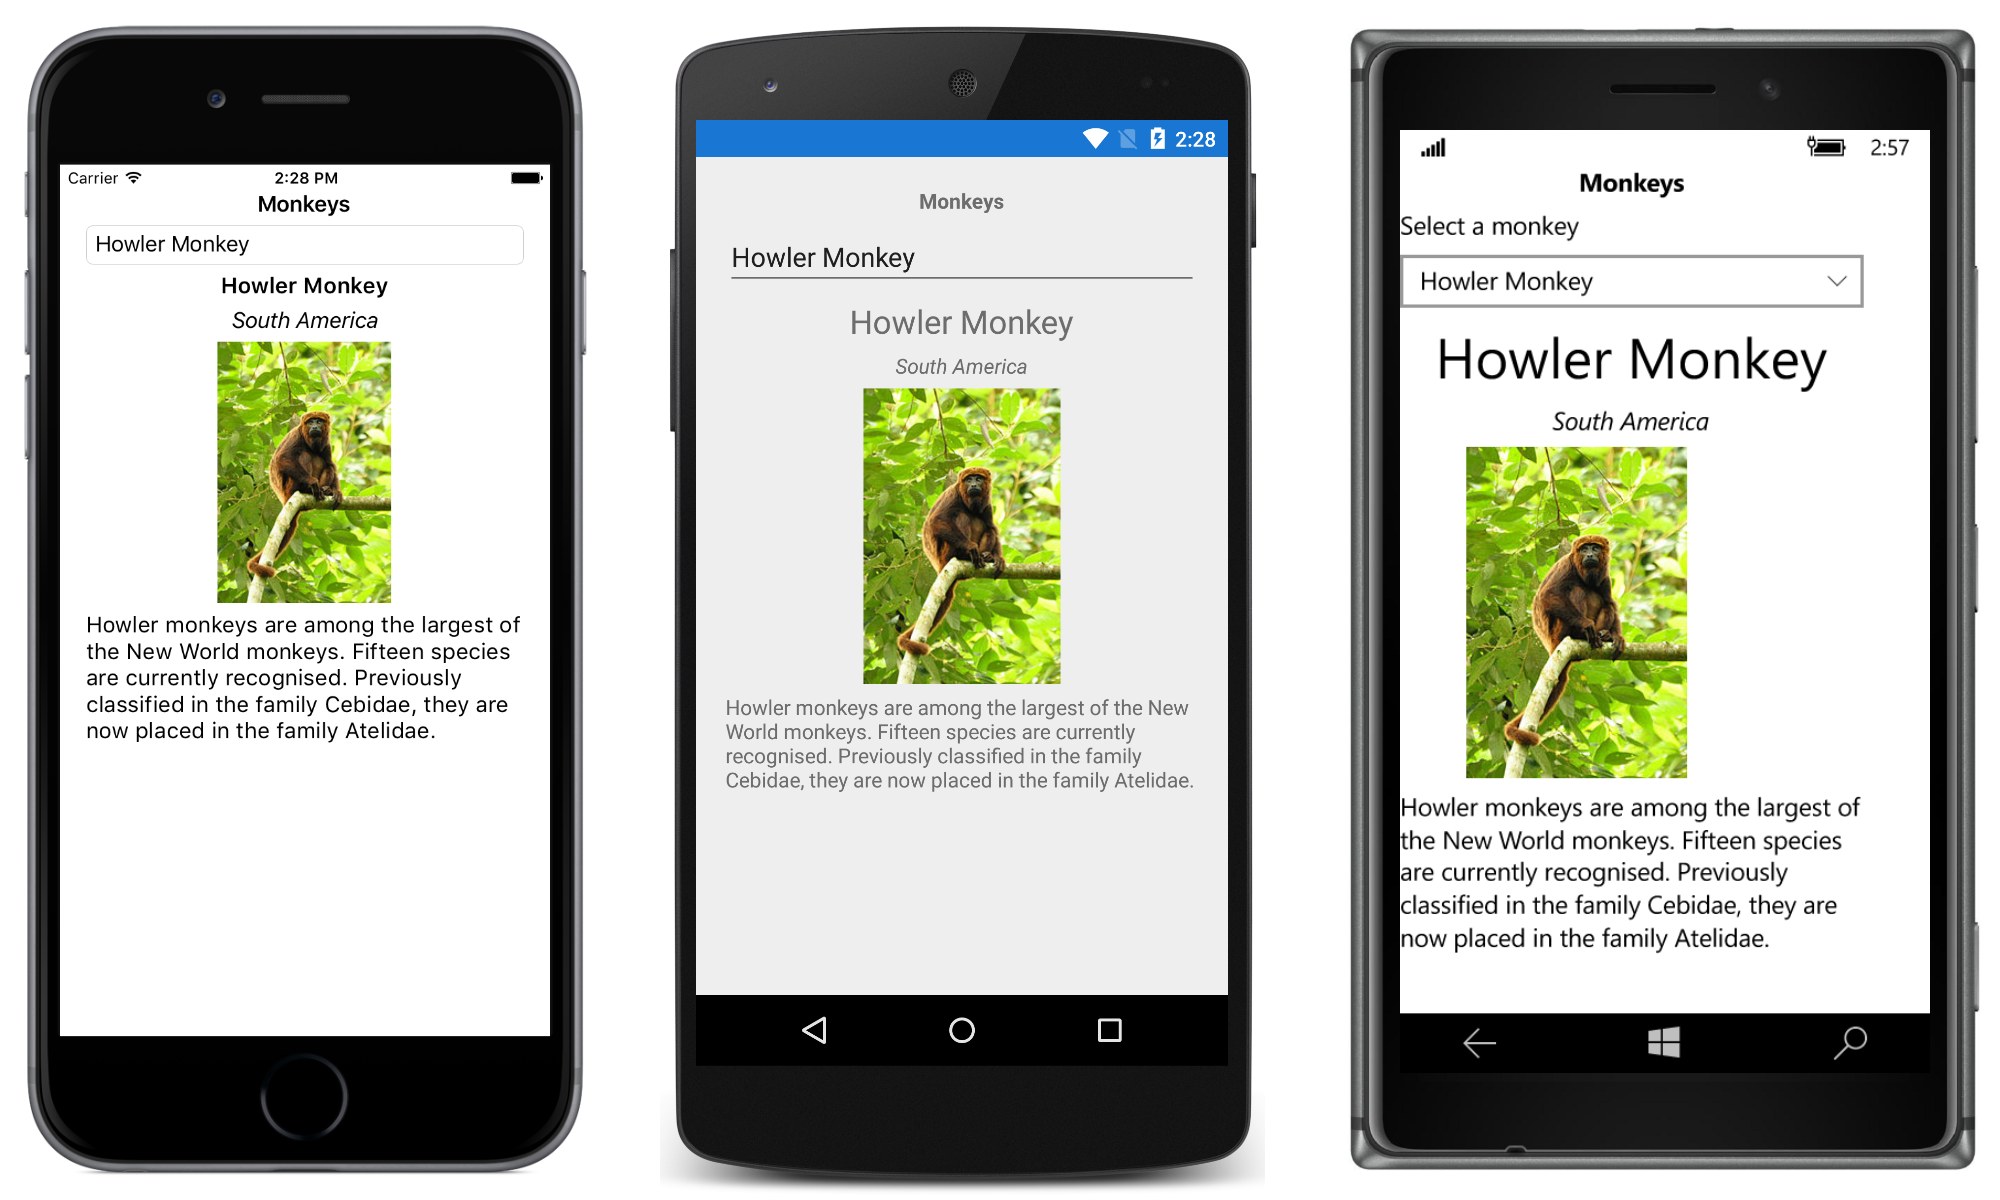 Carrier 2:28 PM
Monkeys
Howler Monkey
Howler Monkey
South America
Howler monkeys are among the largest of
the New World monkeys. Fifteen species
are currently recognised. Previously
classified in the family Cebidae, they are
now placed in the family Atelidae.
2:28
Monkeys
Howler Monkey
Howler Monkey
South America
Howler monkeys are among the largest of the New
World monkeys. Fifteen species are currently
recognised. Previously classified in the family
Cebidae, they are now placed in the family Atelidae.
2:57
Monkeys
Select a monkey
Howler Monkey
Howler Monkey
South America
Howler monkeys are among the largest of
the New World monkeys. Fifteen species
are currently recognised. Previously
classified in the family Cebidae, they are
now placed in the family Atelidae.